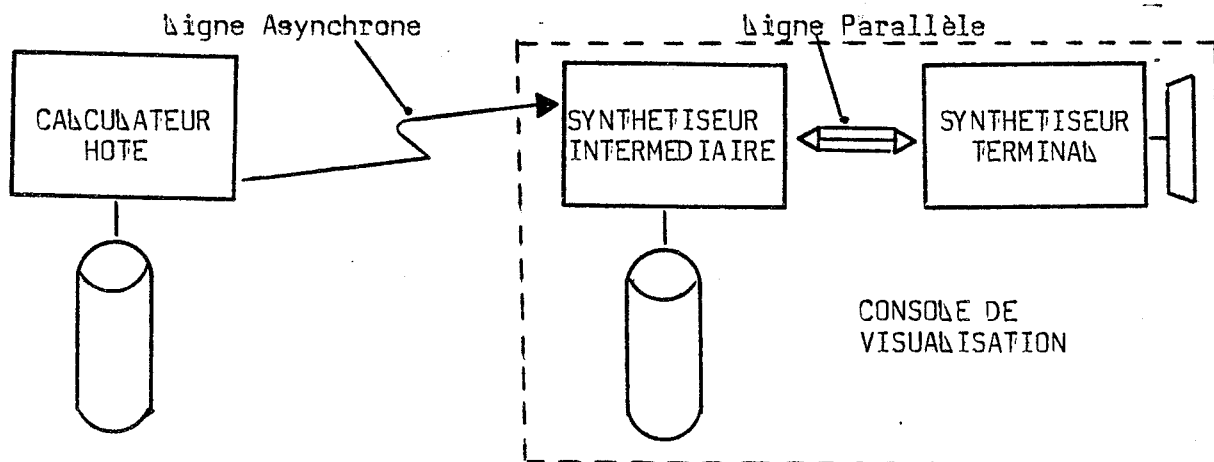 Ligne Asynchrone
Ligne Parallèle
CALCULATEUR
HOTE
SYNTHETISEUR
INTERMEDIAIRE
SYNTHETISEUR
TERMINAL
CONSOLE DE
VISUALISATION